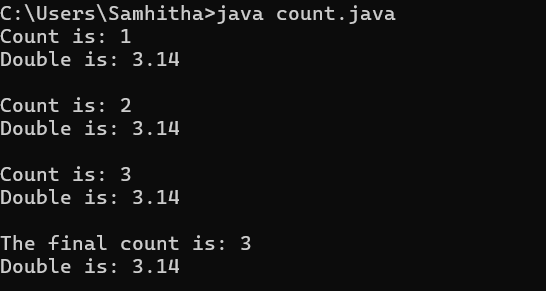 C:\Users\Samhitha>java count.java
Count is: 1
Double is: 3.14
Count is: 2
Double is: 3.14
Count is: 3
Double is: 3.14
The final count is: 3
Double is: 3.14